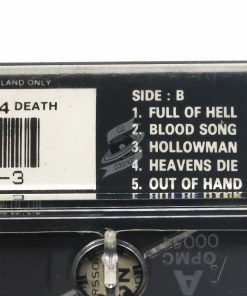 LAND ONLY
4 DEATH
-3
SIDE : B
1. FULL OF HELL
2. BLOOD SONG
3. HOLLOWMAN
4. HEAVENS DIE
5. OUT OF HAND
A
OPMC